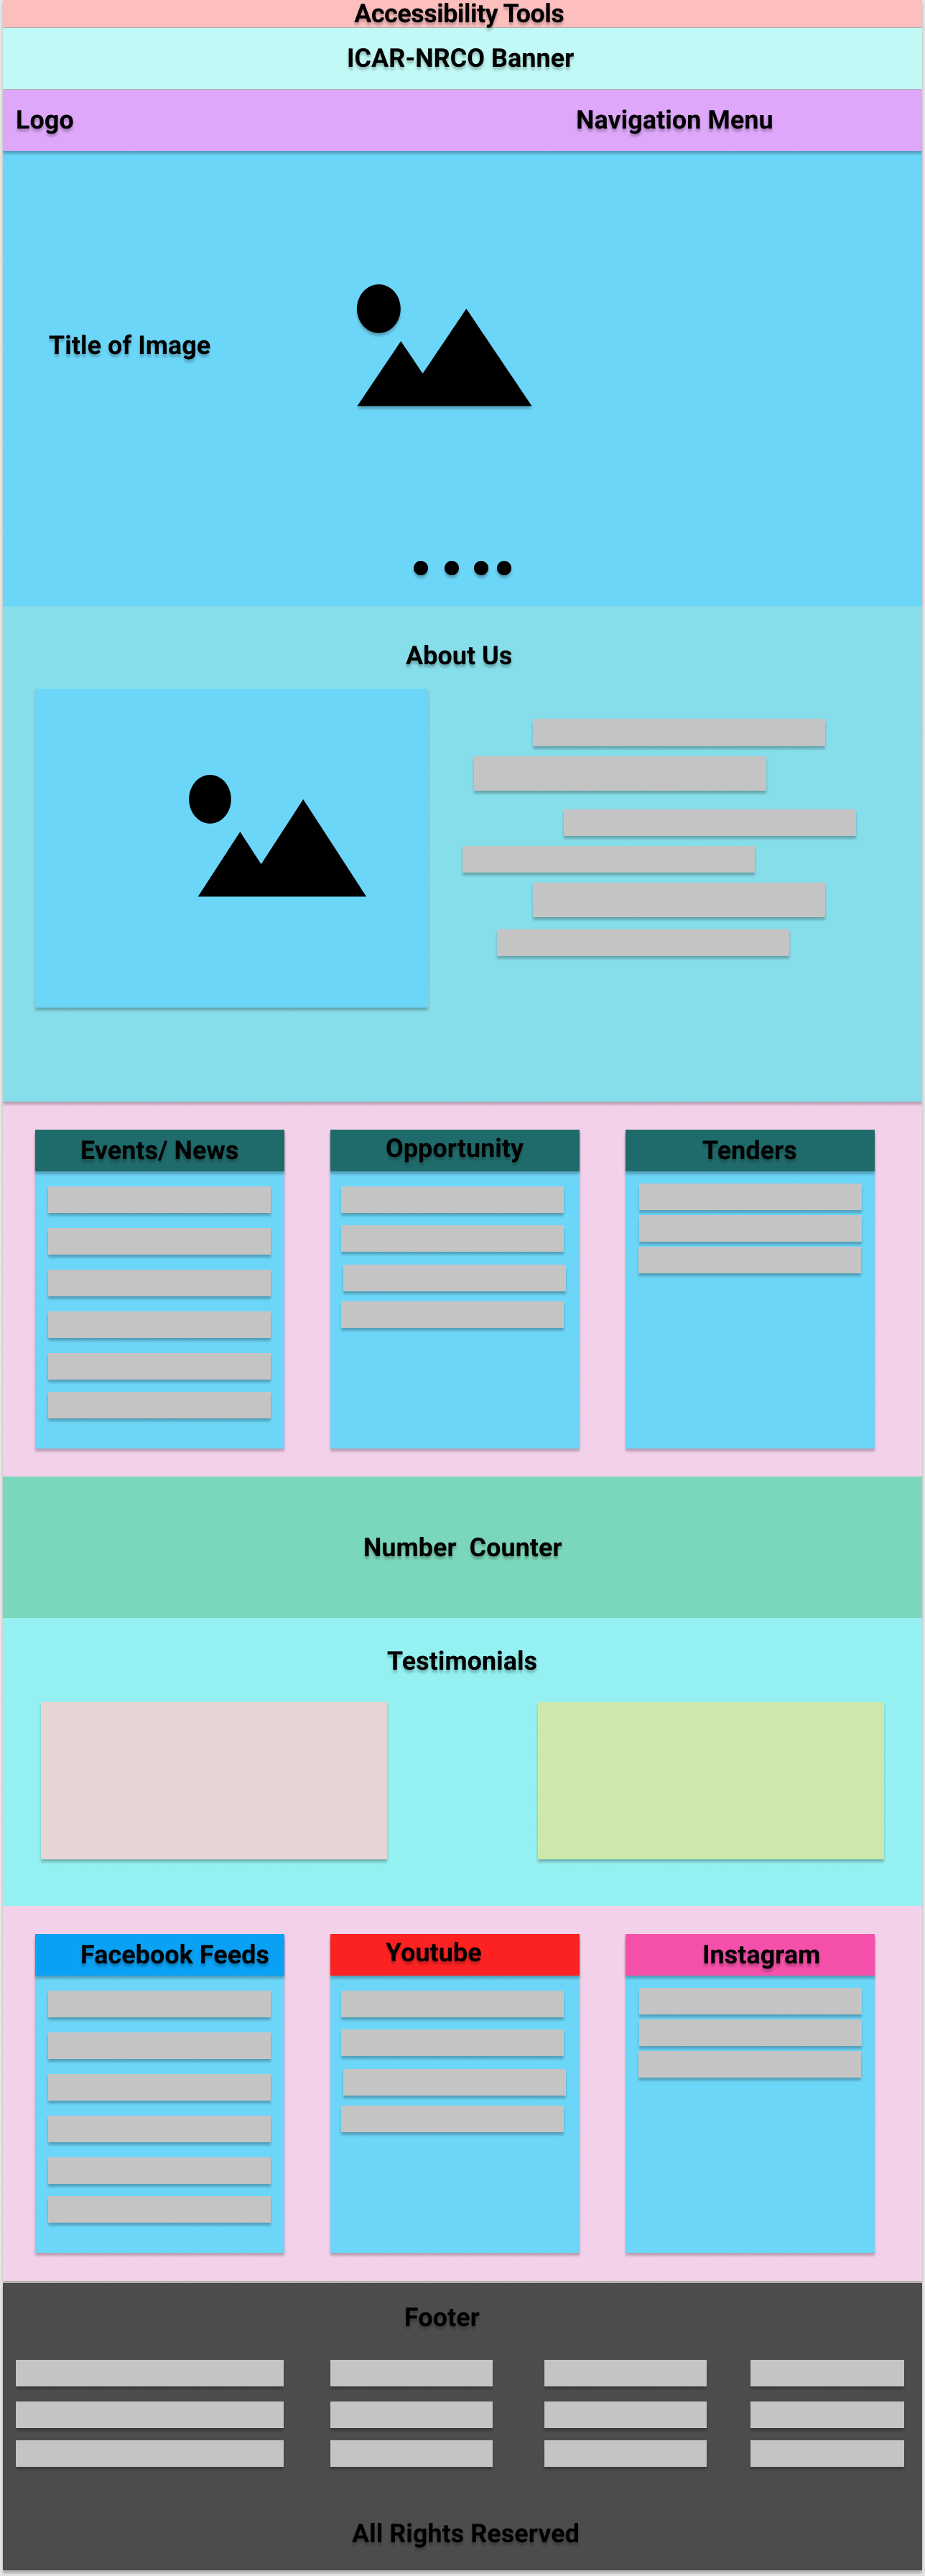 Accessibility Tools
ICAR-NRCO Banner
Logo
Navigation Menu
Title of Image
About Us
Events/ News
Opportunity
Tenders
Number Counter
Testimonials
Facebook Feeds
Youtube
Instagram
Footer
All Rights Reserved